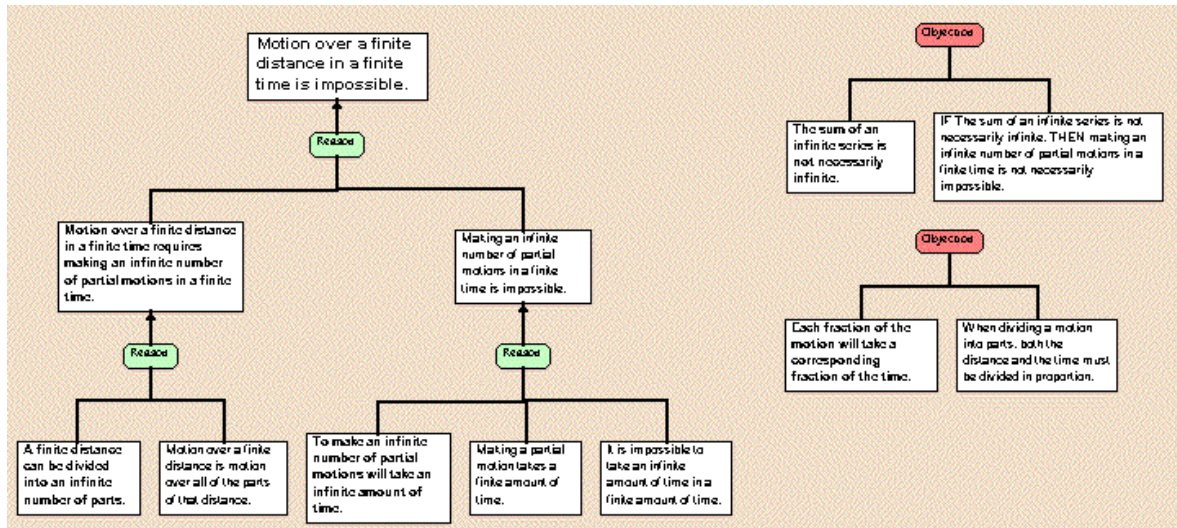 Motion over a finite
distance in a finite
time is impossible.
Reason
Motion over a finite distance
in a finite time requires
making an infinite number
of partial motions in a finite
time.
Making an infinite
number of partial
motions in a finite
time is impossible.
Reason
Reason
A finite distance
can be divided
into an infinite
number of parts.
Motion over a finite
distance is motion
over all of the parts
of that distance.
To make an infinite
number of partial
motions will take an
infinite amount of
time.
Making a partial
motion takes a
finite amount of
time.
It is impossible to
take an infinite
amount of time in a
finite amount of time.
Objection
The sum of an
infinite series is
not necessarily
infinite.
IF The sum of an infinite series is not
necessarily infinite. THEN making an
infinite number of partial motions in a
finite time is not necessarily
impossible.
Objection
Each fraction of the
motion will take a
corresponding
fraction of the time.
When dividing a motion
into parts, both the
distance and the time must
be divided in proportion.